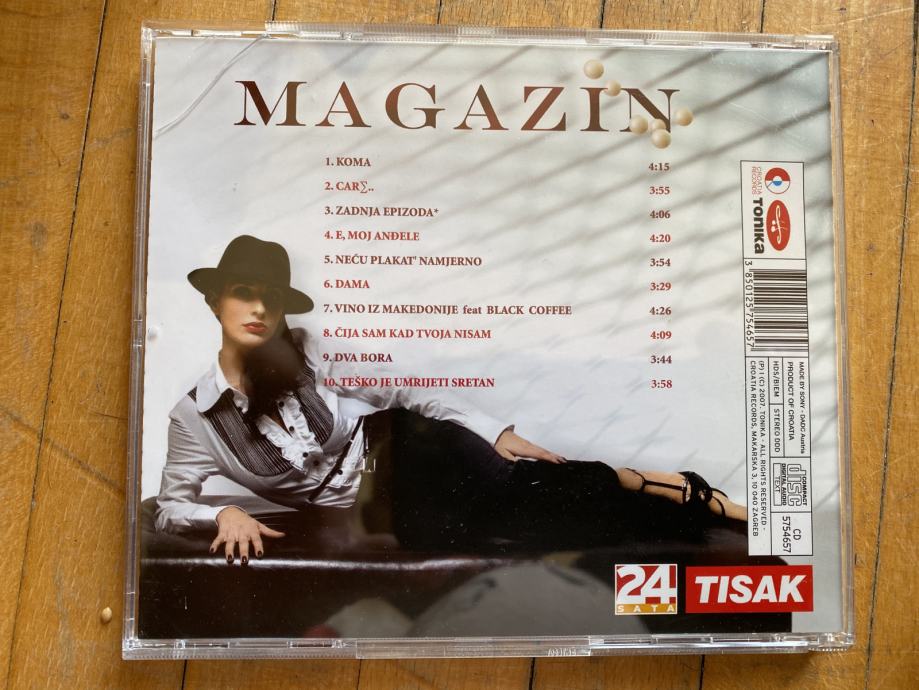 MAGAZIN
1. KOMA 4:15
2. CAR∑.. 3:55
3. ZADNJA EPIZODA* 4:06
4. E, MOJ ANĐELE 4:20
5. NEĆU PLAKAT' NAMJERNO 3:54
6. DAMA 3:29
7. VINO IZ MAKEDONIJE feat BLACK COFFEE 4:26
8. ČIJA SAM KAD TVOJA NISAM 4:09
9. DVA BORA 3:44
10. TEŠKO JE UMRIJETI SRETAN 3:58
CROATIA RECORDS
TONIKA
3 850125 754657
MADE BY SONY - DADC Austria
PRODUCT OF CROATIA
HDS/BIEM STEREO DDD
(P) I (C) 2007. TONIKA - ALL RIGHTS RESERVED -
CROATIA RECORDS, MAKARSKA 3, 10 040 ZAGREB
COMPACT
disc
DIGITAL AUDIO
TEXT
CD
5754657
24
SATA
TISAK